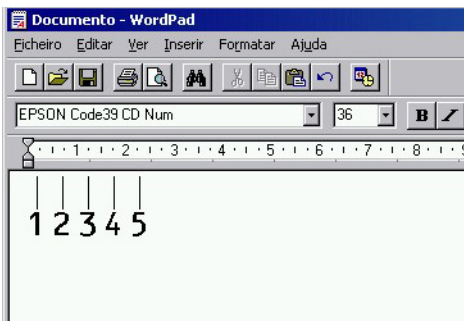 Documento - WordPad
Ficheiro Editar Ver Inserir Formatar Ajuda
EPSON Code39 CD Num 36 B I
1 2 3 4 5 6 7 8 9
1 2 3 4 5